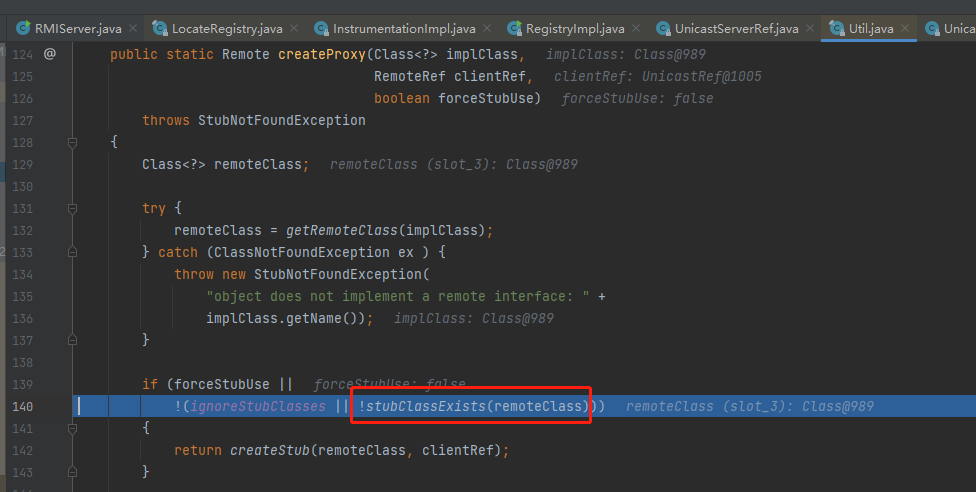 RMIServer.java LocateRegistry.java InstrumentationImpl.java RegistryImpl.java UnicastServerRef.java Util.java Unicas
124 @ public static Remote createProxy(Class<?> implClass, implClass: Class@989
125 RemoteRef clientRef, clientRef: UnicastRef@1005
126 boolean forceStubUse) forceStubUse: false
127 throws StubNotFoundException
128 {
129 Class<?> remoteClass; remoteClass (slot_3): Class@989
130
131 try {
132 remoteClass = getRemoteClass(implClass);
133 } catch (ClassNotFoundException ex ) {
134 throw new StubNotFoundException(
135 "object does not implement a remote interface: " +
136 implClass.getName()); implClass: Class@989
137 }
138
139 if (forceStubUse || forceStubUse: false
140 !(ignoreStubClasses || !stubClassExists(remoteClass))) remoteClass (slot_3): Class@989
141 {
142 return createStub(remoteClass, clientRef);
143 }